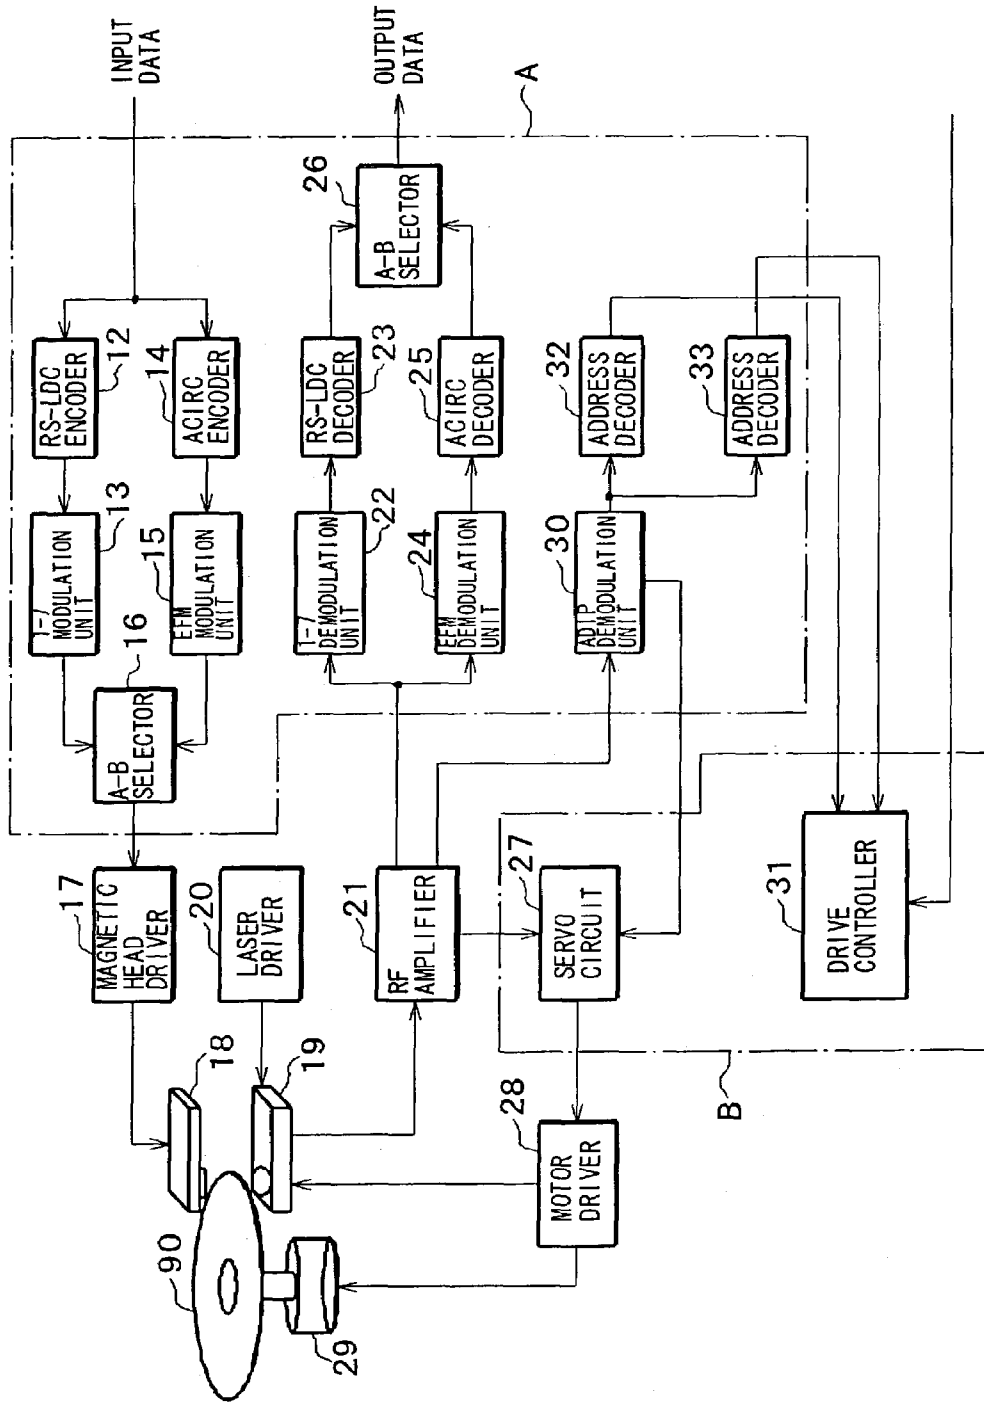 INPUT
DATA
OUTPUT
DATA
A
26
A-B
SELECTOR
RS-LDC
ENCODER
12
ACIRC
ENCODER
14
RS-LDC
DECODER
23
ACIRC
DECODER
25
ADDRESS
DECODER
32
ADDRESS
DECODER
33
1-7
MODULATION
UNIT
13
EFM
MODULATION
UNIT
15
1-7
DEMODULATION
UNIT
22
EFM
DEMODULATION
UNIT
24
ADIP
DEMODULATION
UNIT
30
A-B
SELECTOR
16
MAGNETIC
HEAD
DRIVER
17
LASER
DRIVER
20
RF
AMPLIFIER
21
SERVO
CIRCUIT
27
DRIVE
CONTROLLER
31
18
19
B
MOTOR
DRIVER
28
90
29